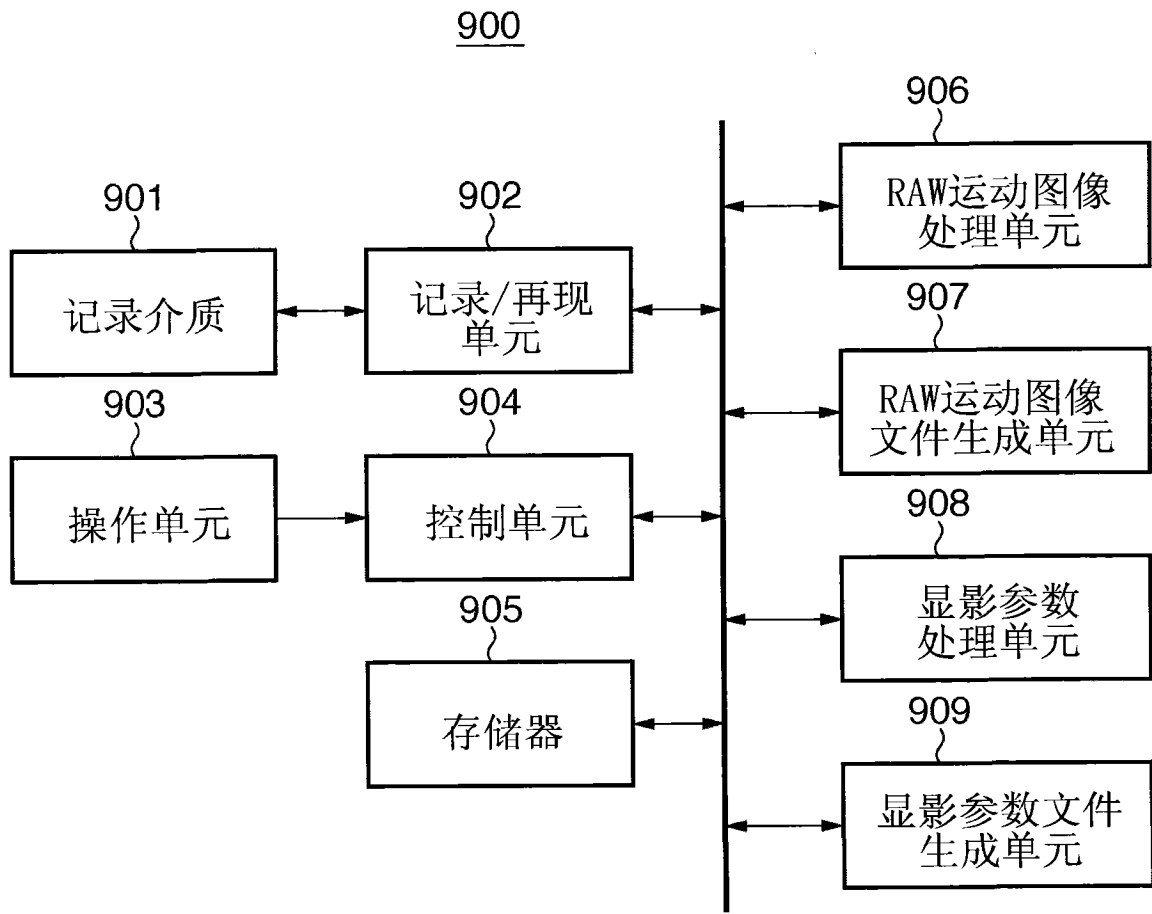 900
901
记录介质
902
记录/再现
单元
903
操作单元
904
控制单元
905
存储器
906
RAW运动图像
处理单元
907
RAW运动图像
文件生成单元
908
显影参数
处理单元
909
显影参数文件
生成单元